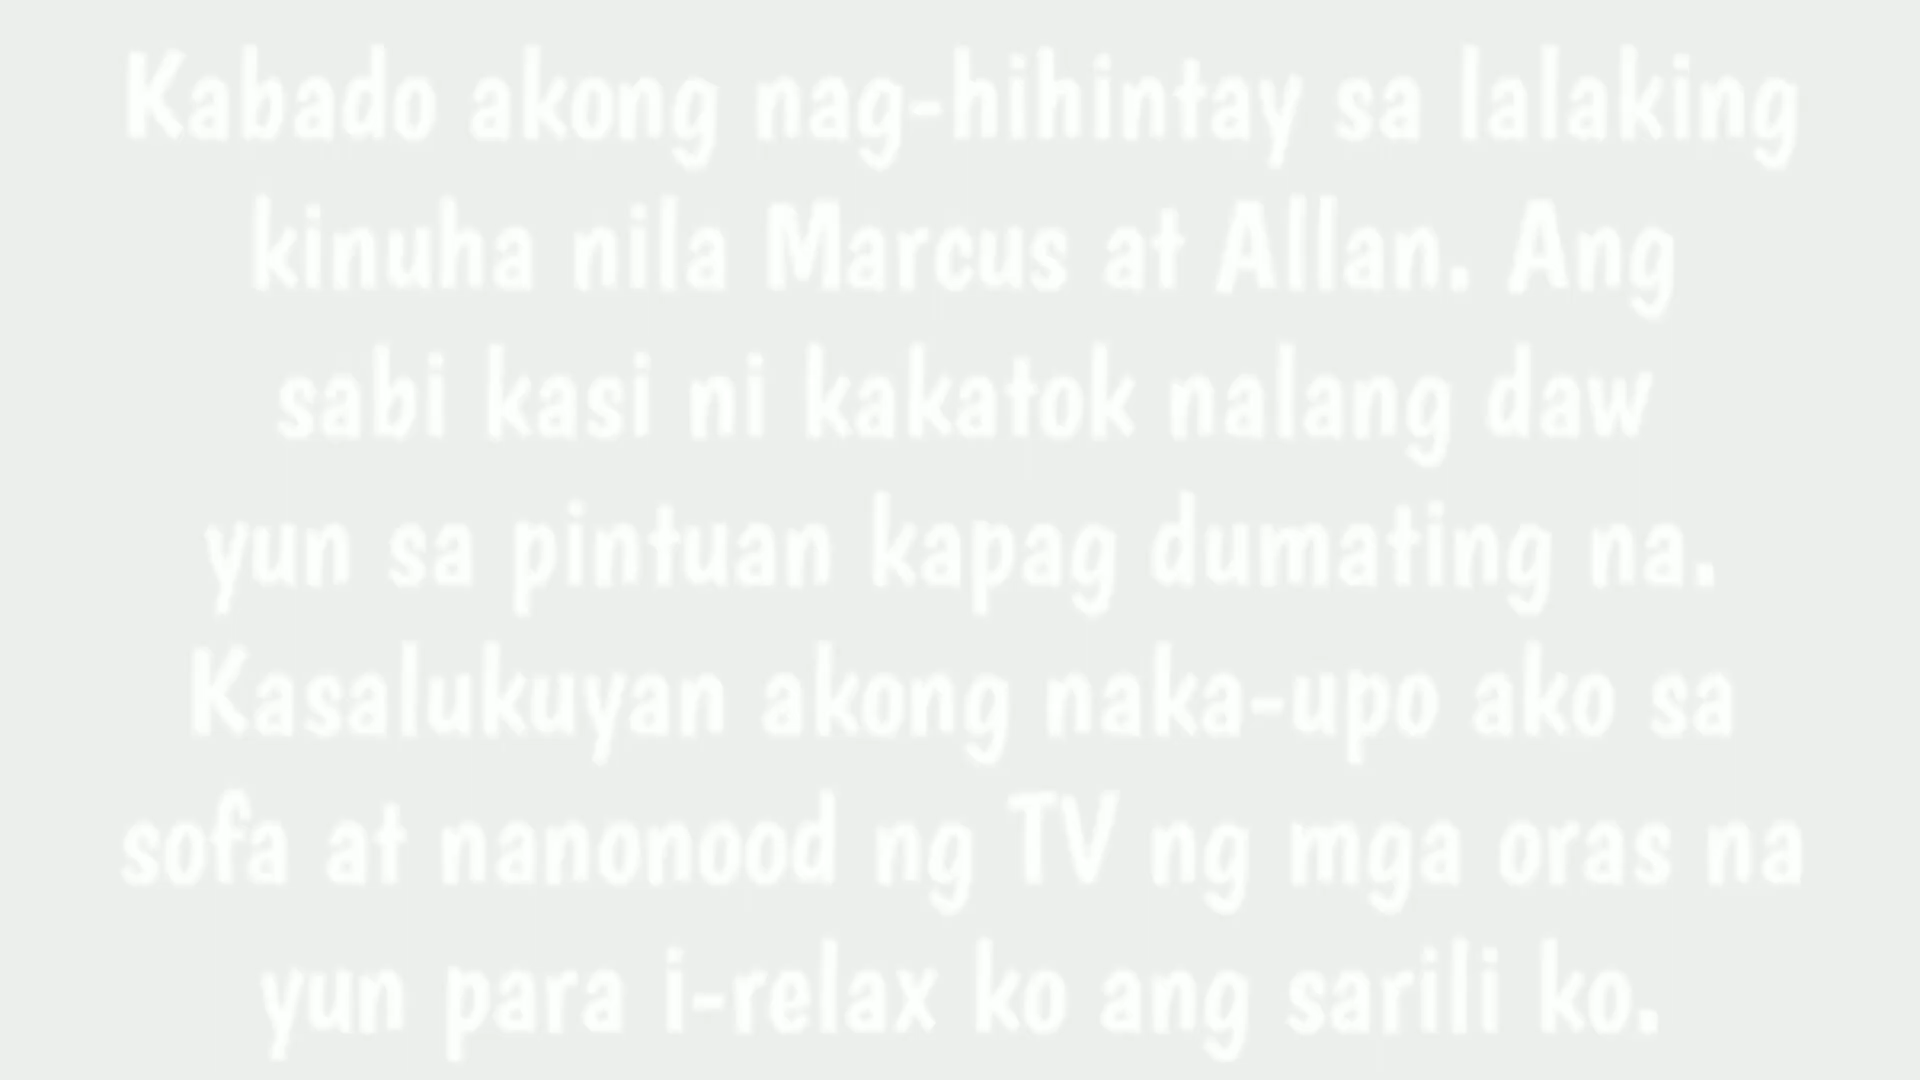 Kabado akong nag-hihintay sa lalaking
kinuha nila Marcus at Allan. Ang
sabi kasi ni kakatok nalang daw
yun sa pintuan kapag dumating na.
Kasalukuyan akong naka-upo ako sa
sofa at nanonood ng TV ng mga oras na
yun para i-relax ko ang sarili ko.